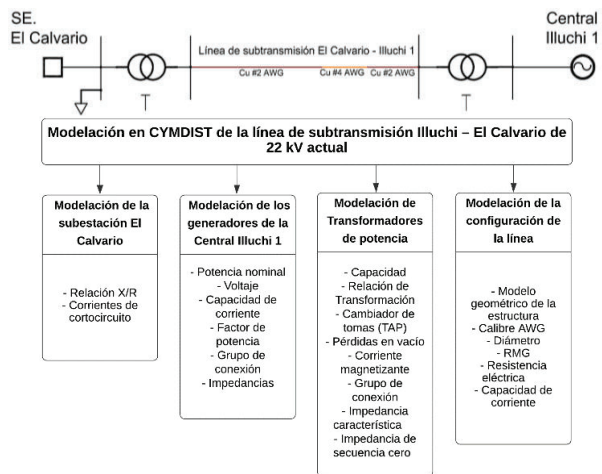 SE.
El Calvario
Central
Illuchi 1
Línea de subtransmisión El Calvario - Illuchi 1
Cu #2 AWG
Cu #4 AWG
Cu #2 AWG
Modelación en CYMDIST de la línea de subtransmisión Illuchi – El Calvario de
22 kV actual
Modelación de la
subestación El
Calvario
- Relación X/R
- Corrientes de
cortocircuito
Modelación de los
generadores de la
Central Illuchi 1
- Potencia nominal
- Voltaje
- Capacidad de
corriente
- Factor de
potencia
- Grupo de
conexión
- Impedancias
Modelación de
Transformadores
de potencia
- Capacidad
- Relación de
Transformación
- Cambiador de
tomas (TAP)
- Pérdidas en vacío
- Corriente
magnetizante
- Grupo de
conexión
- Impedancia
característica
- Impedancia de
secuencia cero
Modelación de la
configuración de
la línea
- Modelo
geométrico de la
estructura
- Calibre AWG
- Diámetro
- RMG
- Resistencia
eléctrica
- Capacidad de
corriente